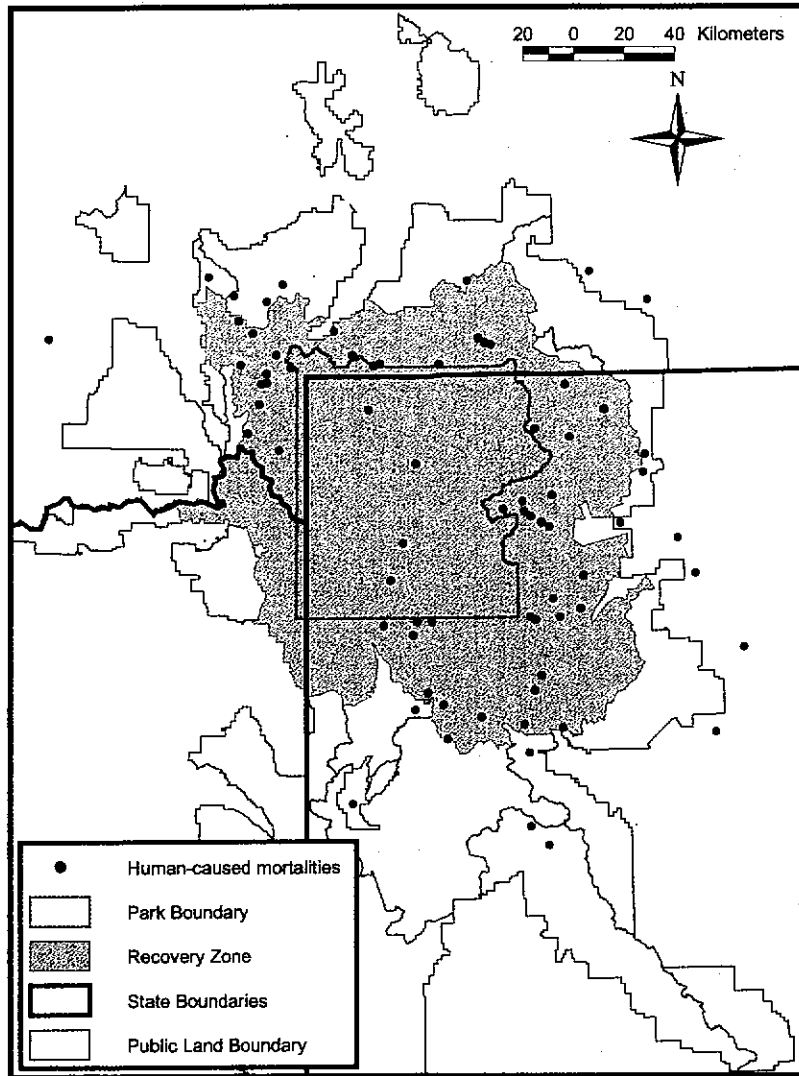 20 0 20 40 Kilometers
N
Human-caused mortalities
Park Boundary
Recovery Zone
State Boundaries
Public Land Boundary